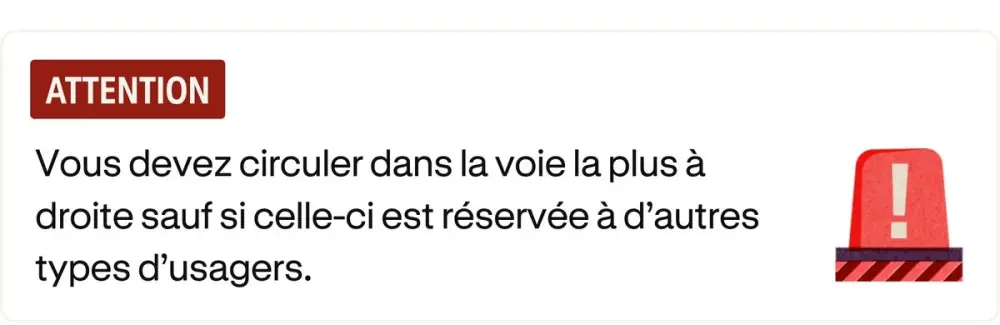 ATTENTION
Vous devez circuler dans la voie la plus à
droite sauf si celle-ci est réservée à d’autres
types d’usagers.
!